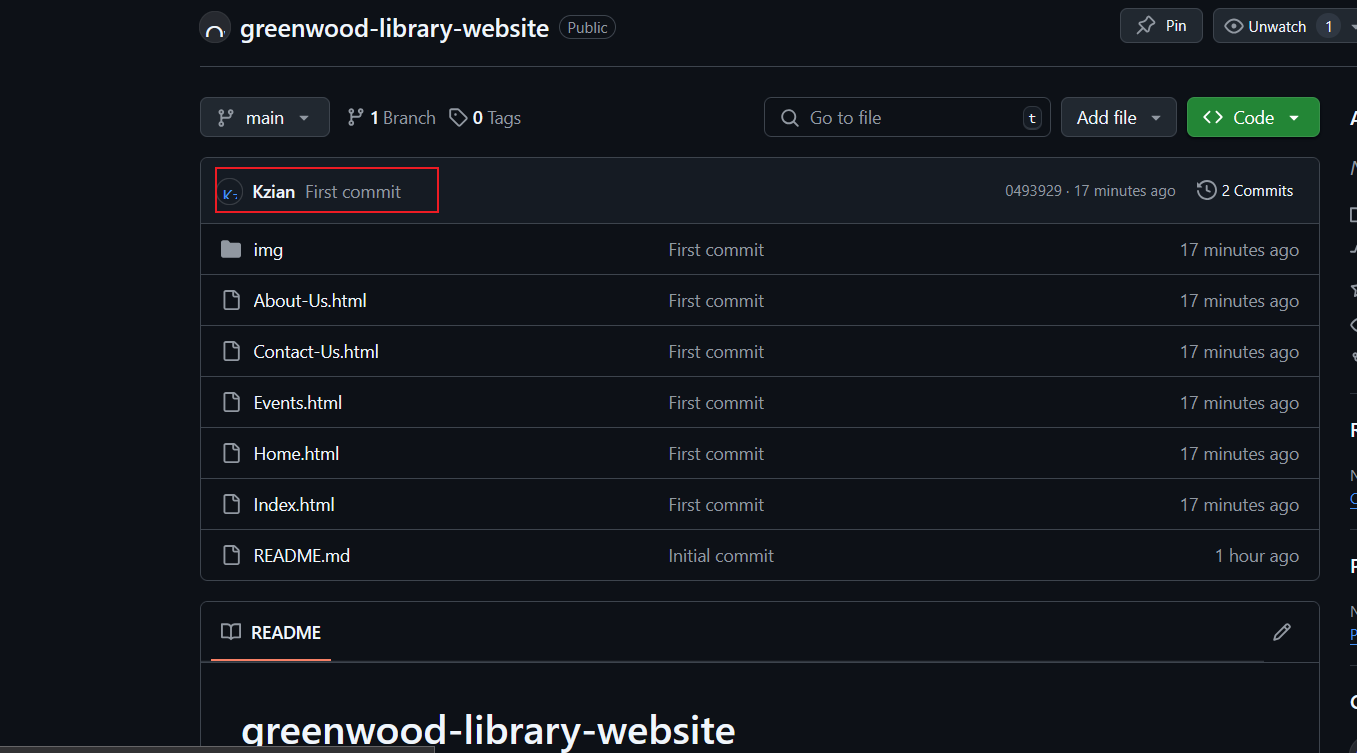 greenwood-library-website Public Pin Unwatch 1
main 1 Branch 0 Tags Go to file t Add file Code
K- Kzian First commit 0493929 · 17 minutes ago 2 Commits
img First commit 17 minutes ago
About-Us.html First commit 17 minutes ago
Contact-Us.html First commit 17 minutes ago
Events.html First commit 17 minutes ago
Home.html First commit 17 minutes ago
Index.html First commit 17 minutes ago
README.md Initial commit 1 hour ago
README
greenwood-library-website